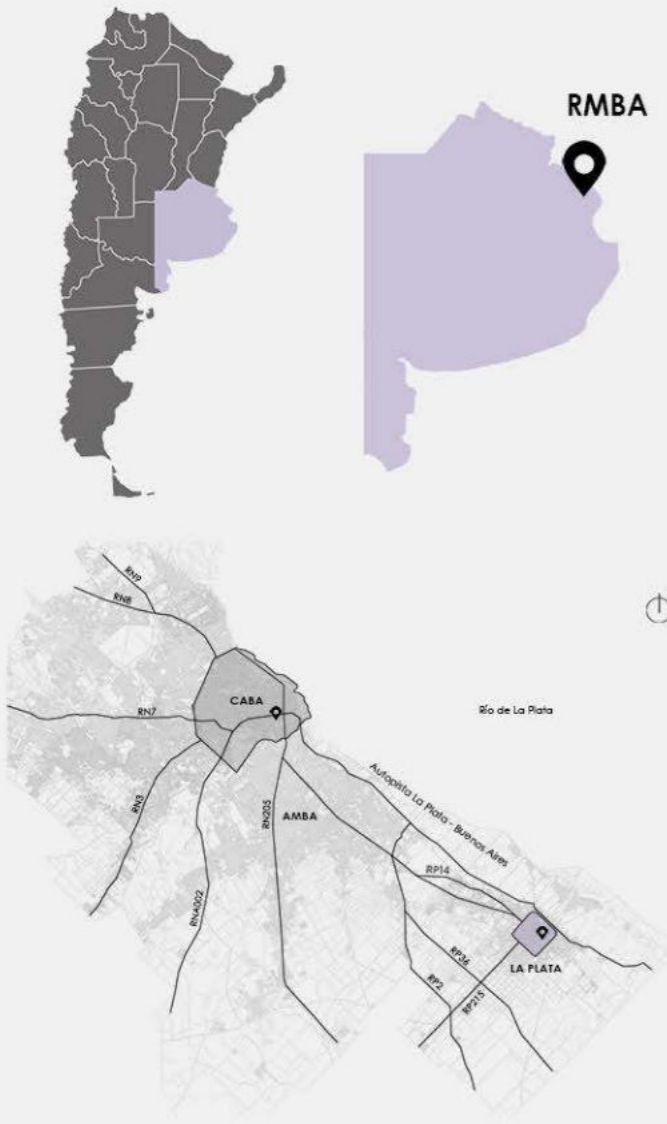 RMBA
RN9
RN8
CABA
RN7
Río de La Plata
RN3
RN205
AMBA
Autopista La Plata - Buenos Aires
RNA002
RP14
RP36
LA PLATA
RP2
RP215